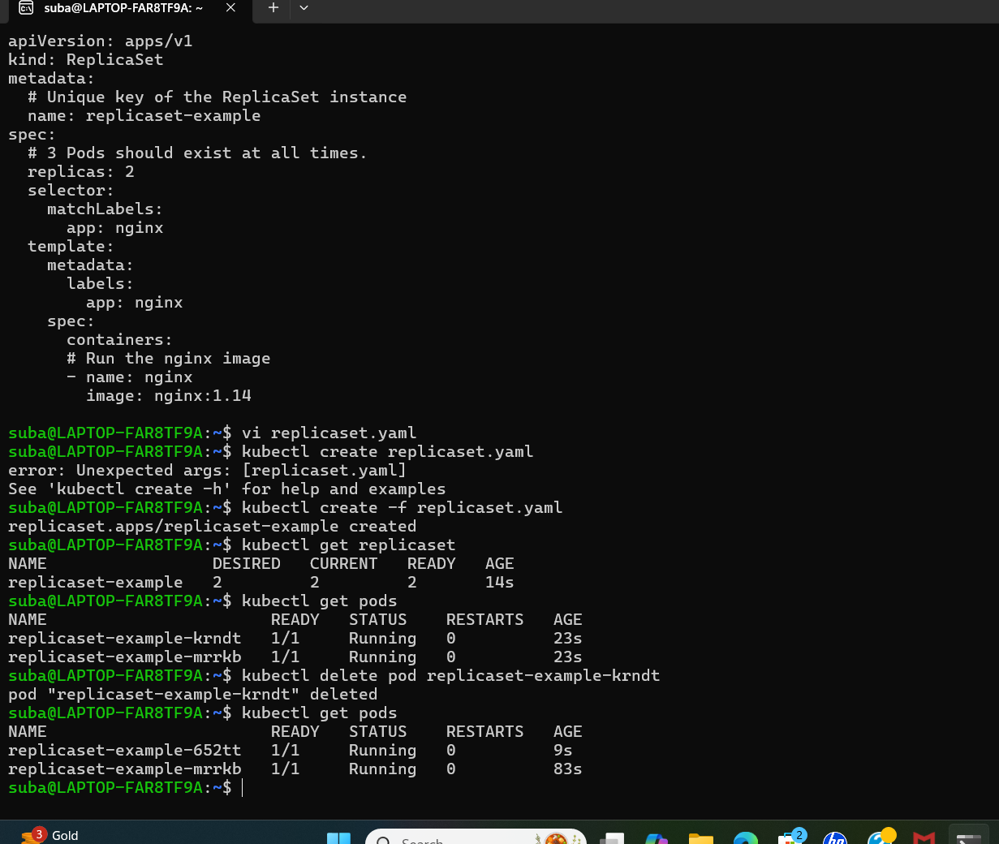 suba@LAPTOP-FAR8TF9A: ~
apiVersion: apps/v1
kind: ReplicaSet
metadata:
  # Unique key of the ReplicaSet instance
  name: replicaset-example
spec:
  # 3 Pods should exist at all times.
  replicas: 2
  selector:
    matchLabels:
      app: nginx
  template:
    metadata:
      labels:
        app: nginx
    spec:
      containers:
      # Run the nginx image
      - name: nginx
        image: nginx:1.14
suba@LAPTOP-FAR8TF9A:~$ vi replicaset.yaml
suba@LAPTOP-FAR8TF9A:~$ kubectl create replicaset.yaml
error: Unexpected args: [replicaset.yaml]
See 'kubectl create -h' for help and examples
suba@LAPTOP-FAR8TF9A:~$ kubectl create -f replicaset.yaml
replicaset.apps/replicaset-example created
suba@LAPTOP-FAR8TF9A:~$ kubectl get replicaset
NAME                 DESIRED   CURRENT   READY   AGE
replicaset-example   2         2         2       14s
suba@LAPTOP-FAR8TF9A:~$ kubectl get pods
NAME                       READY   STATUS    RESTARTS   AGE
replicaset-example-krndt   1/1     Running   0          23s
replicaset-example-mrrkb   1/1     Running   0          23s
suba@LAPTOP-FAR8TF9A:~$ kubectl delete pod replicaset-example-krndt
pod "replicaset-example-krndt" deleted
suba@LAPTOP-FAR8TF9A:~$ kubectl get pods
NAME                       READY   STATUS    RESTARTS   AGE
replicaset-example-652tt   1/1     Running   0          9s
replicaset-example-mrrkb   1/1     Running   0          83s
suba@LAPTOP-FAR8TF9A:~$
3 Gold
Search
2
hp